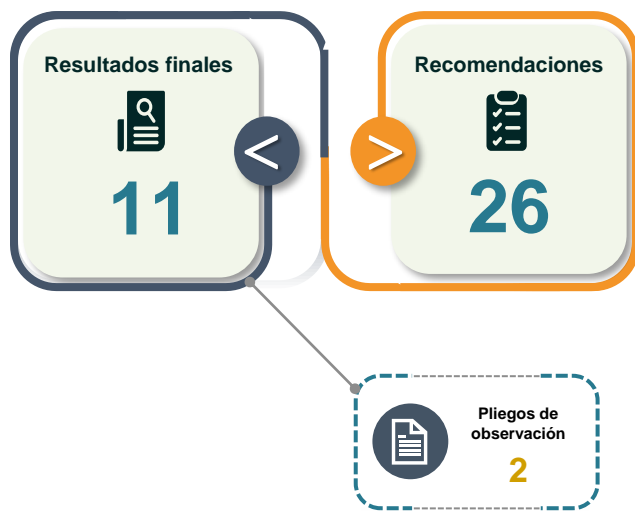 Resultados finales
11
<
>
Recomendaciones
26
Pliegos de
observación
2